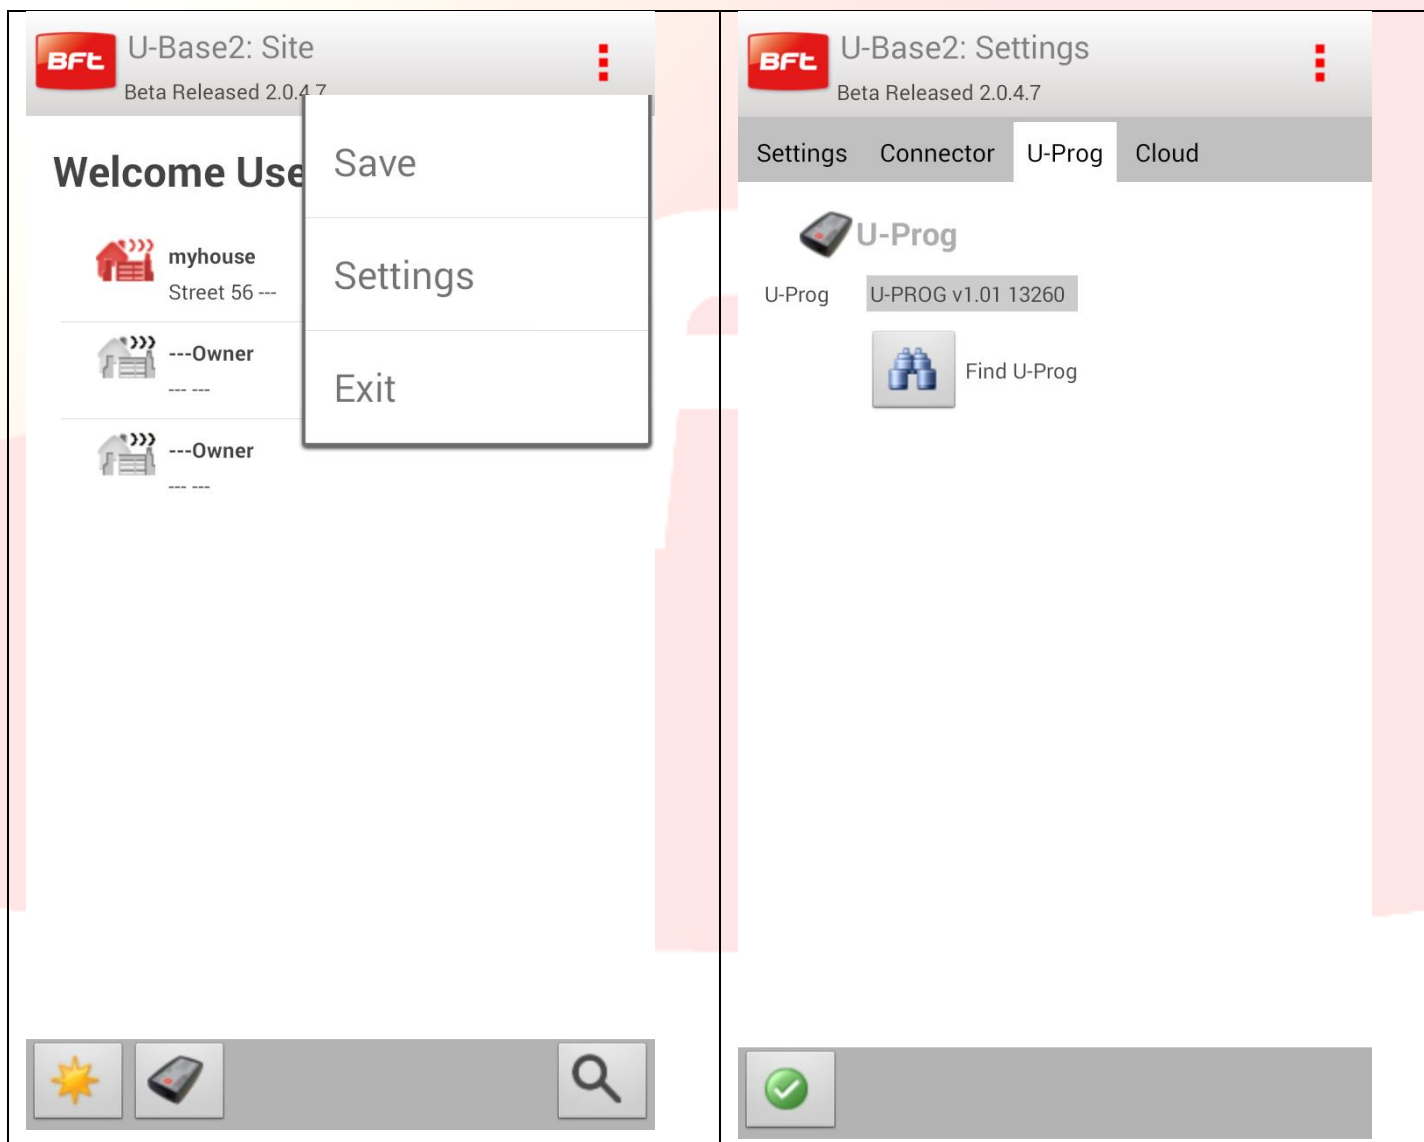 BFt
U-Base2: Site
Beta Released 2.0.4.7
Save
Settings
Exit
Welcome Use
myhouse
Street 56 ---
---Owner
--- ---
---Owner
--- ---
BFt
U-Base2: Settings
Beta Released 2.0.4.7
Settings Connector U-Prog Cloud
U-Prog
U-Prog U-PROG v1.01 13260
Find U-Prog